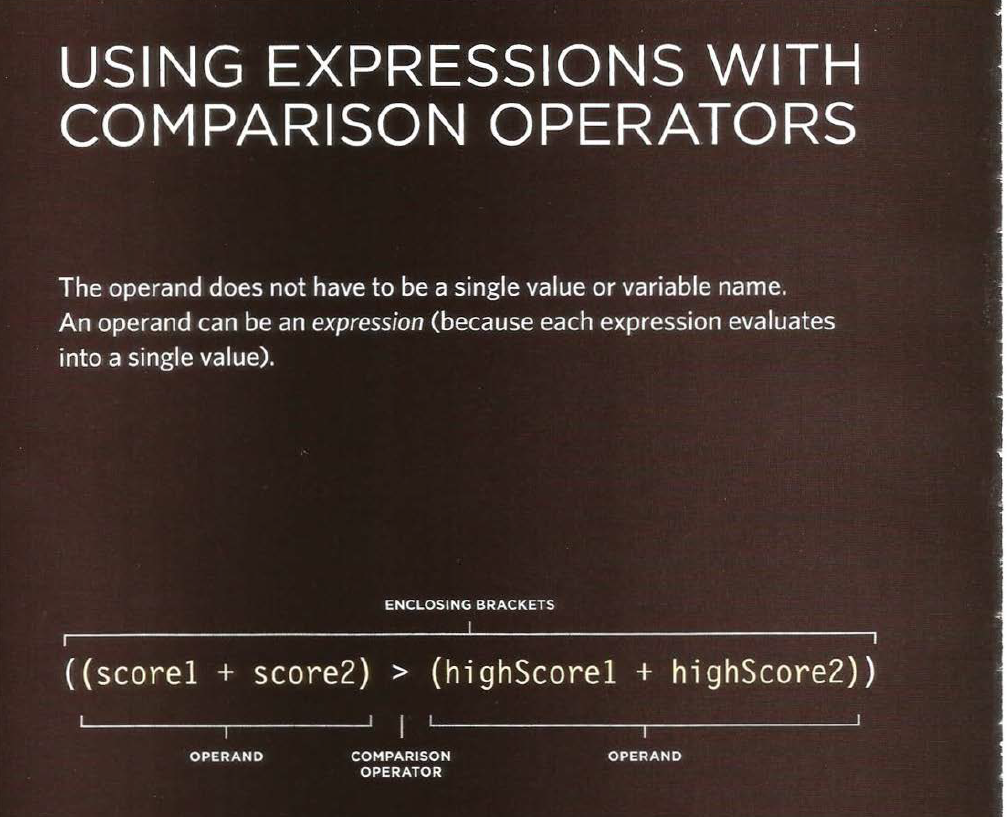 USING EXPRESSIONS WITH
COMPARISON OPERATORS
The operand does not have to be a single value or variable name.
An operand can be an expression (because each expression evaluates
into a single value).
ENCLOSING BRACKETS
((score1 + score2) > (highScore1 + highScore2))
OPERAND
COMPARISON
OPERATOR
OPERAND